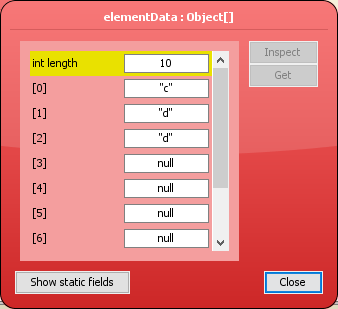 elementData : Object[]
int length 10
[0] "c"
[1] "d"
[2] "d"
[3] null
[4] null
[5] null
[6] null
Inspect
Get
Show static fields Close